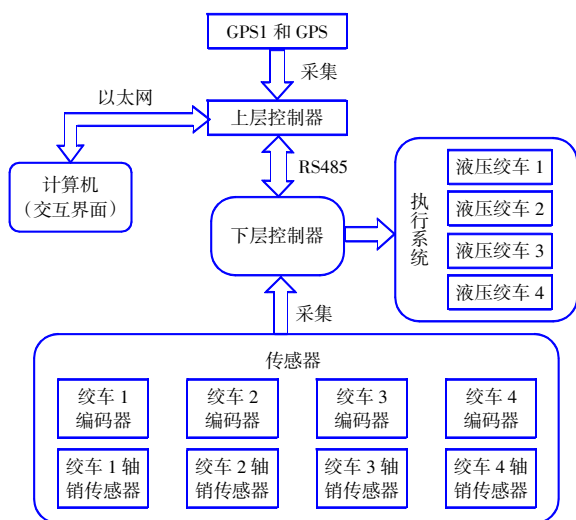 GPS1 和 GPS
采集
以太网
上层控制器
RS485
计算机
（交互界面）
下层控制器
执行系统
液压绞车 1
液压绞车 2
液压绞车 3
液压绞车 4
采集
传感器
绞车 1
编码器
绞车 2
编码器
绞车 3
编码器
绞车 4
编码器
绞车 1 轴
销传感器
绞车 2 轴
销传感器
绞车 3 轴
销传感器
绞车 4 轴
销传感器